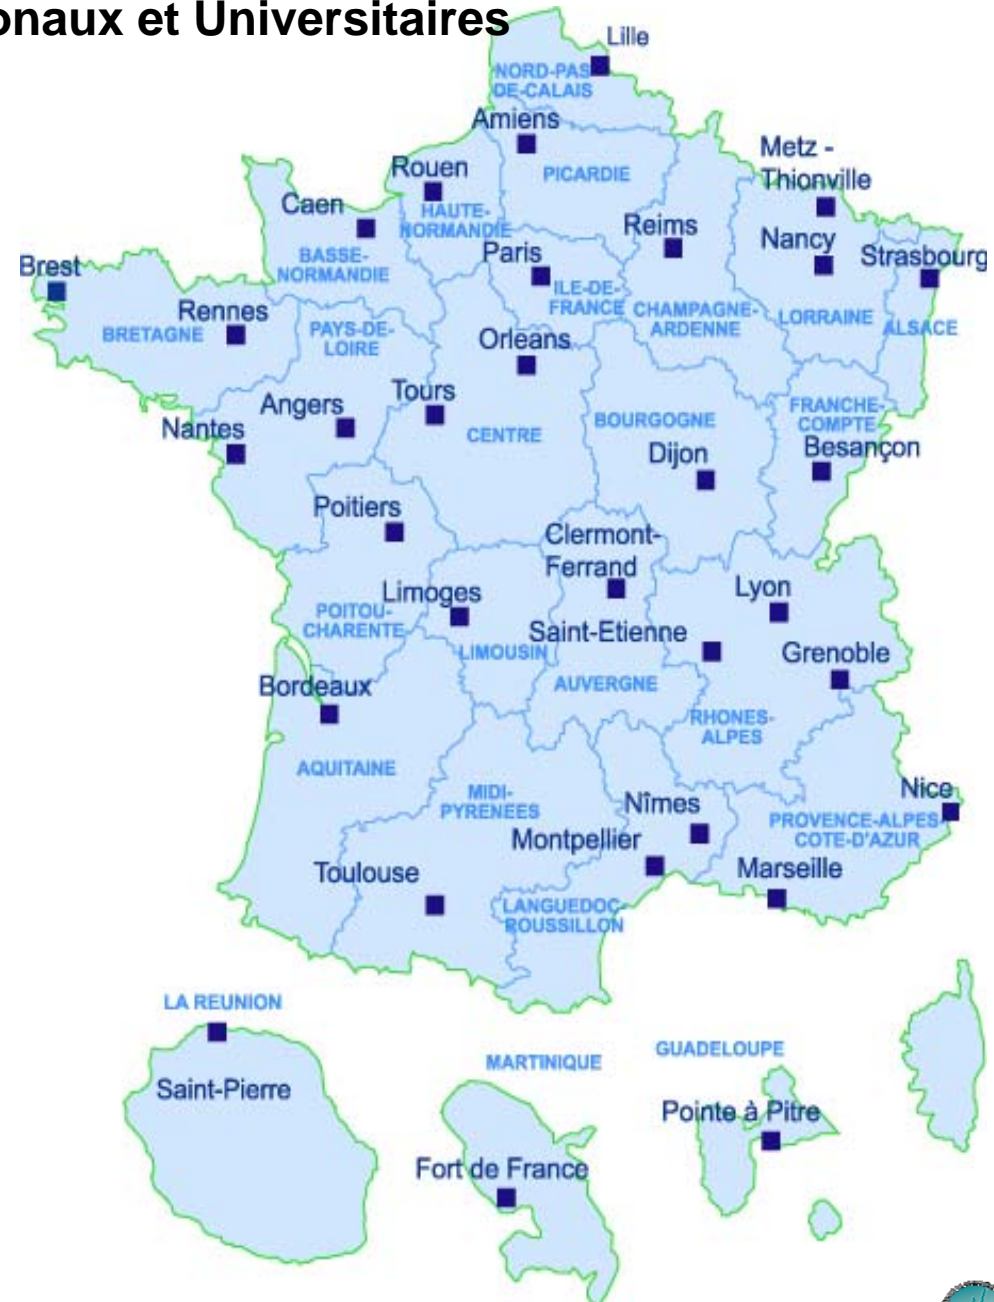 onaux et Universitaires
Lille
NORD-PAS
DE-CALAIS
Amiens
PICARDIE
Metz -
Thionville
Rouen
HAUTE-
NORMANDIE
Caen
BASSE-
NORMANDIE
Reims
Nancy
Strasbourg
Paris
ILE-DE-
FRANCE
CHAMPAGNE-
ARDENNE
LORRAINE
ALSACE
Brest
Rennes
BRETAGNE
PAYS-DE-
LOIRE
Orleans
Tours
Angers
Nantes
CENTRE
BOURGOGNE
Dijon
FRANCHE-
COMPTE
Besançon
Poitiers
Clermont-
Ferrand
Lyon
Limoges
POITOU-
CHARENTE
LIMOUSIN
Saint-Etienne
Grenoble
AUVERGNE
RHONES-
ALPES
Bordeaux
AQUITAINE
MIDI-
PYRENEES
Nîmes
Nice
PROVENCE-ALPES
COTE-D'AZUR
Montpellier
Marseille
Toulouse
LANGUEDOC-
ROUSSILLON
LA REUNION
Saint-Pierre
MARTINIQUE
Fort de France
GUADELOUPE
Pointe à Pitre